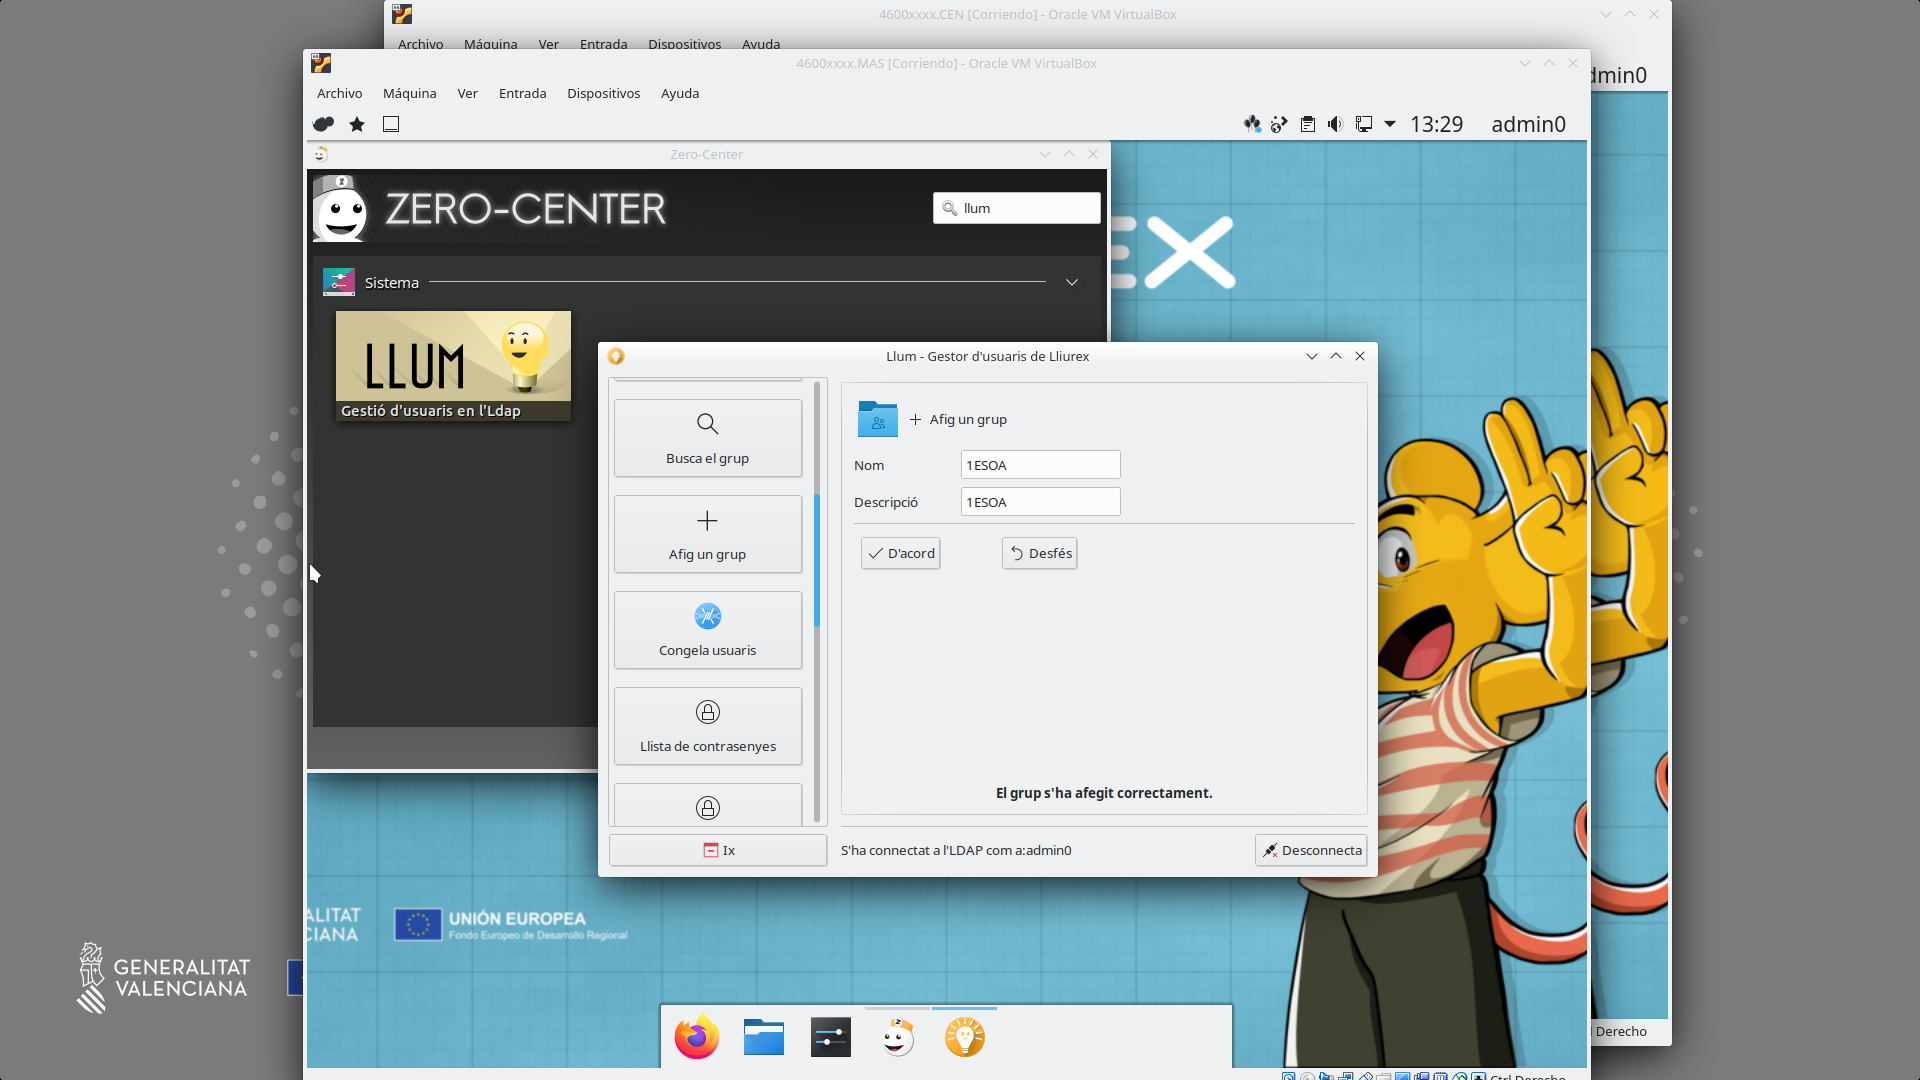 4600xxxx.CEN [Corriendo] - Oracle VM VirtualBox
Archivo Máquina Ver Entrada Dispositivos Ayuda
4600xxxx.MAS [Corriendo] - Oracle VM VirtualBox
dmin0
Archivo Máquina Ver Entrada Dispositivos Ayuda
13:29 admin0
Zero-Center
ZERO-CENTER
llum
EX
Sistema
LLUM
Gestió d'usuaris en l'Ldap
Llum - Gestor d'usuaris de Lliurex
Busca el grup
Afig un grup
Congela usuaris
Llista de contrasenyes
Ix
Afig un grup
Nom 1ESOA
Descripció 1ESOA
D'acord Desfés
El grup s'ha afegit correctament.
S'ha connectat a l'LDAP com a:admin0
Desconnecta
ALITAT
CIANA
UNIÓN EUROPEA
Fondo Europeo de Desarrollo Regional
GENERALITAT
VALENCIANA
l Derecho
Ctrl Derecho